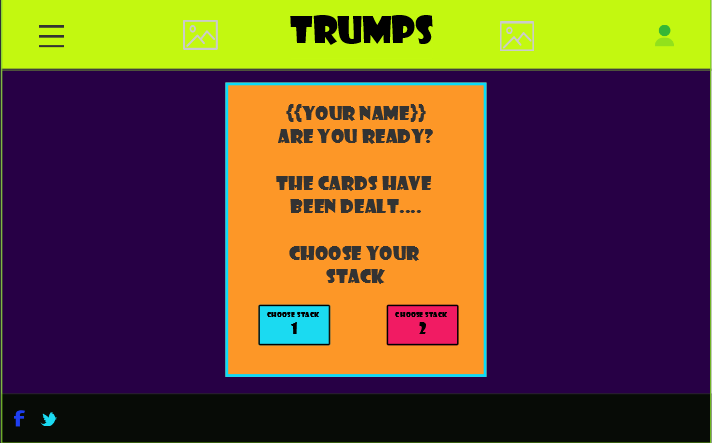 TRUMPS
{{YOUR NAME}}
ARE YOU READY?
THE CARDS HAVE
BEEN DEALT....
CHOOSE YOUR
STACK
CHOOSE STACK
1
CHOOSE STACK
2